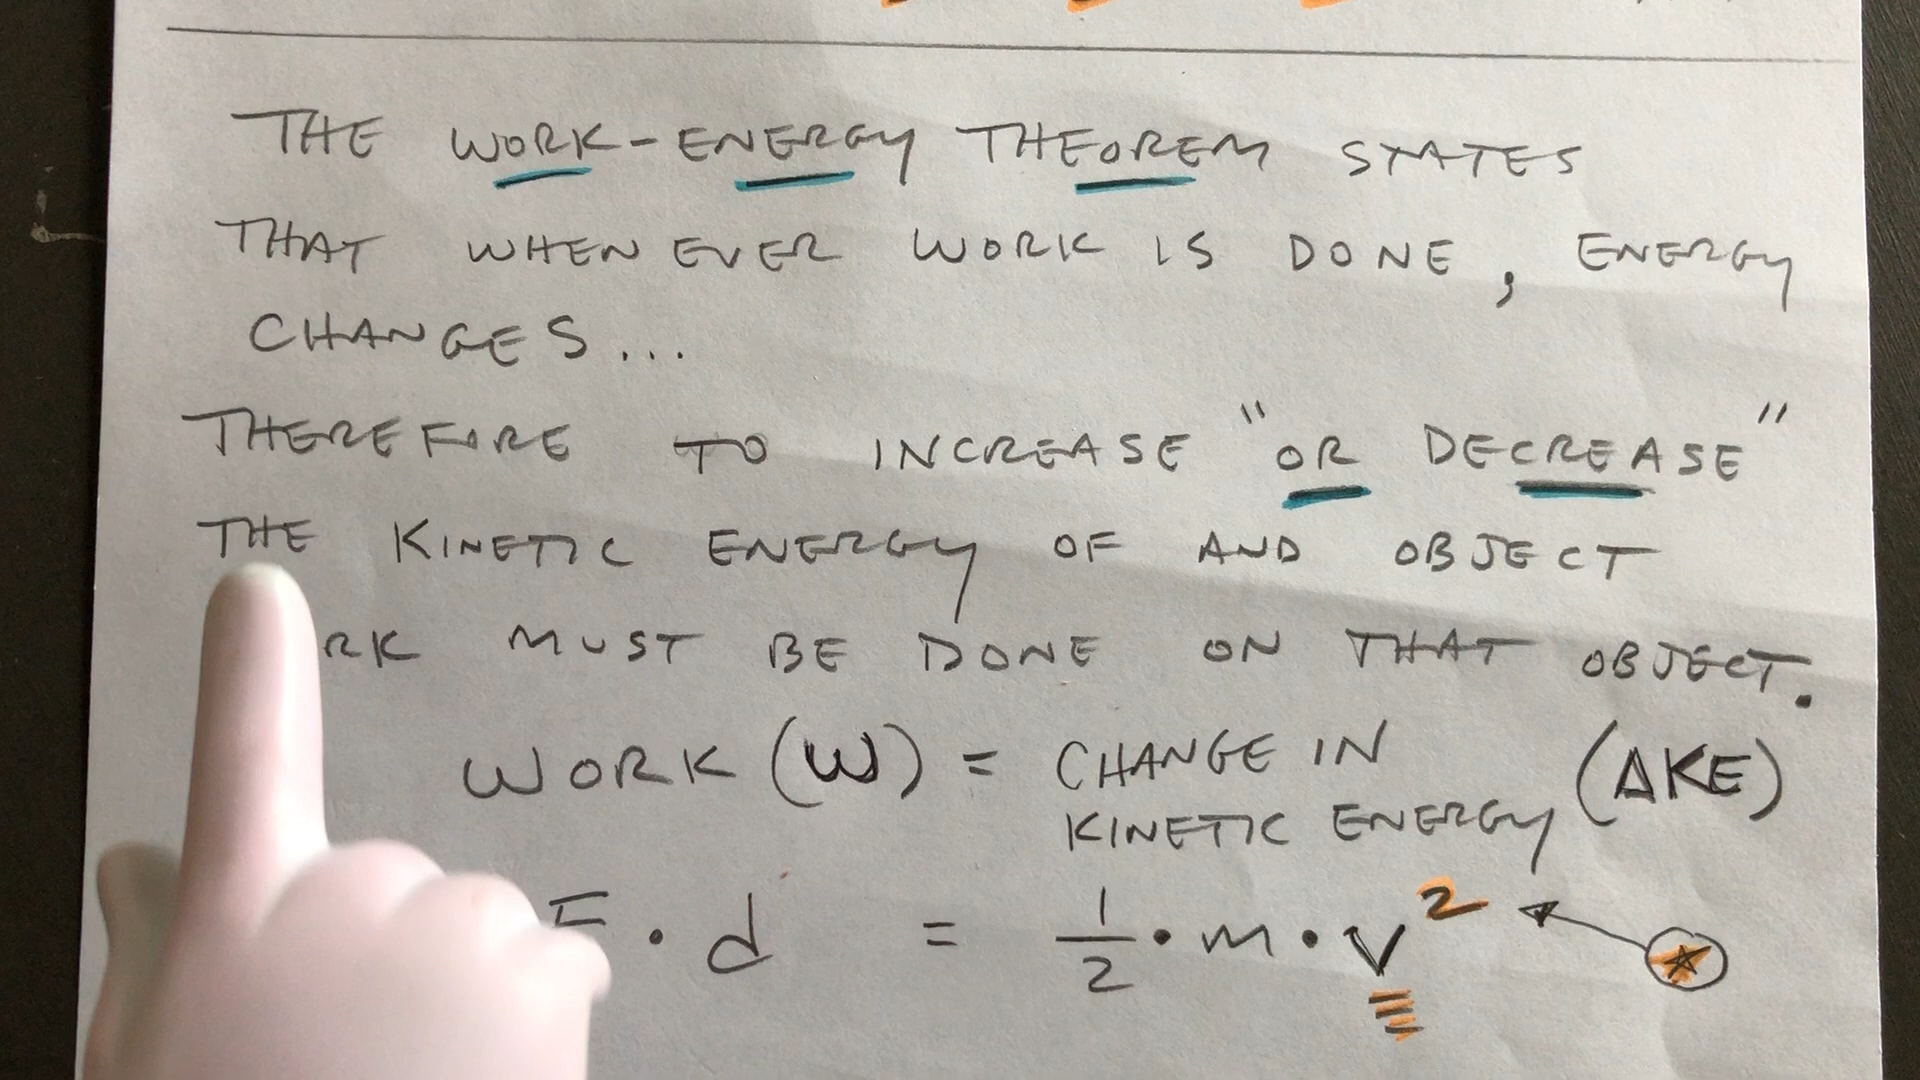 THE WORK-ENERGY THEOREM STATES
THAT WHENEVER WORK IS DONE, ENERGY
CHANGES...
THEREFORE TO INCREASE "OR DECREASE"
THE KINETIC ENERGY OF AND OBJECT
RK MUST BE DONE ON THAT OBJECT.
WORK (W) = CHANGE IN KINETIC ENERGY (ΔKE)
F · d = 1/2 · m · v²